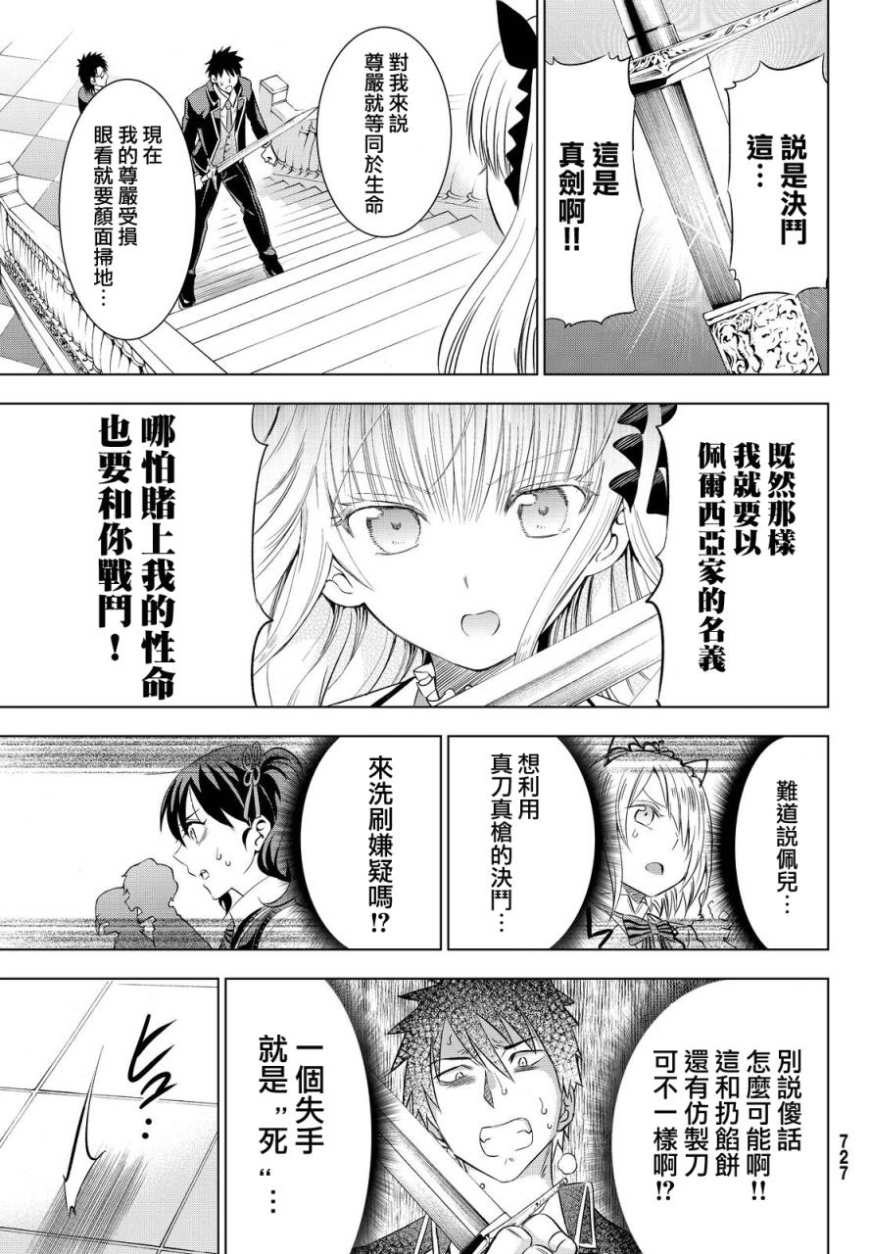 說是決鬥
這…
這是
真劍啊!!
對我來說
尊嚴就等同於生命
現在
我的尊嚴受損
眼看就要顏面掃地…
既然那樣
我就要以
佩爾西亞家的名義
哪怕賭上我的性命
也要和你戰鬥！
難道說佩兒…
想利用
真刀真槍的決鬥…
來洗刷嫌疑嗎!?
別說傻話
怎麼可能啊!!
這和扔餡餅
還有仿製刀
可不一樣啊!?
一個失手
就是”死“…
ヒュ
727